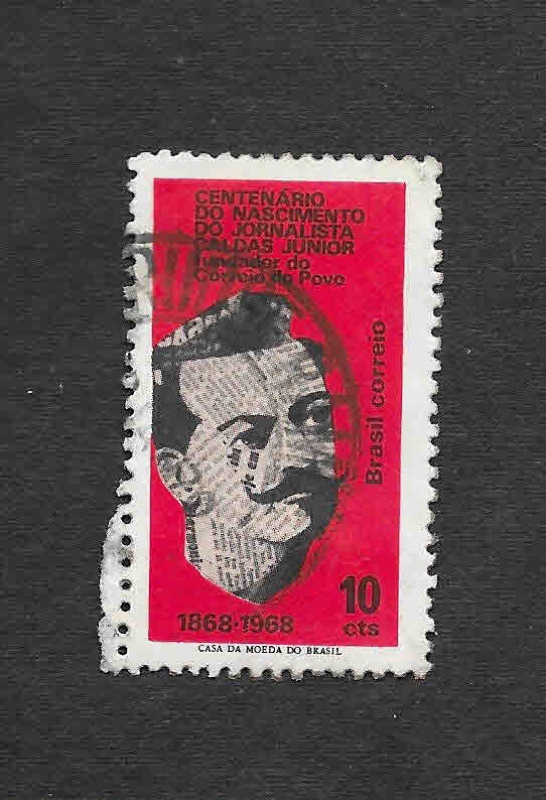 CENTENÁRIO
DO NASCIMENTO
DO JORNALISTA
CALDAS JÚNIOR
fundador do
Correio do Povo
Brasil correio
10
cts
1868-1968
CASA DA MOEDA DO BRASIL